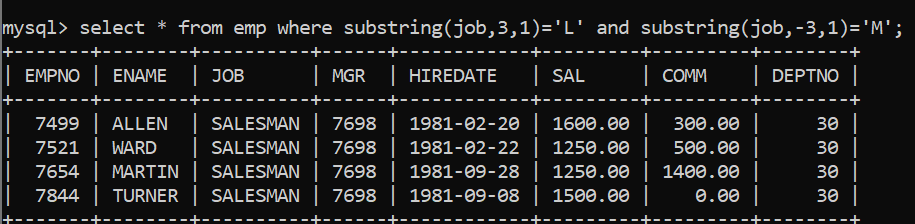 mysql> select * from emp where substring(job,3,1)='L' and substring(job,-3,1)='M';
+-------+--------+----------+------+------------+---------+---------+--------+
| EMPNO | ENAME  | JOB      | MGR  | HIREDATE   | SAL     | COMM    | DEPTNO |
+-------+--------+----------+------+------------+---------+---------+--------+
|  7499 | ALLEN  | SALESMAN | 7698 | 1981-02-20 | 1600.00 |  300.00 |     30 |
|  7521 | WARD   | SALESMAN | 7698 | 1981-02-22 | 1250.00 |  500.00 |     30 |
|  7654 | MARTIN | SALESMAN | 7698 | 1981-09-28 | 1250.00 | 1400.00 |     30 |
|  7844 | TURNER | SALESMAN | 7698 | 1981-09-08 | 1500.00 |    0.00 |     30 |
+-------+--------+----------+------+------------+---------+---------+--------+